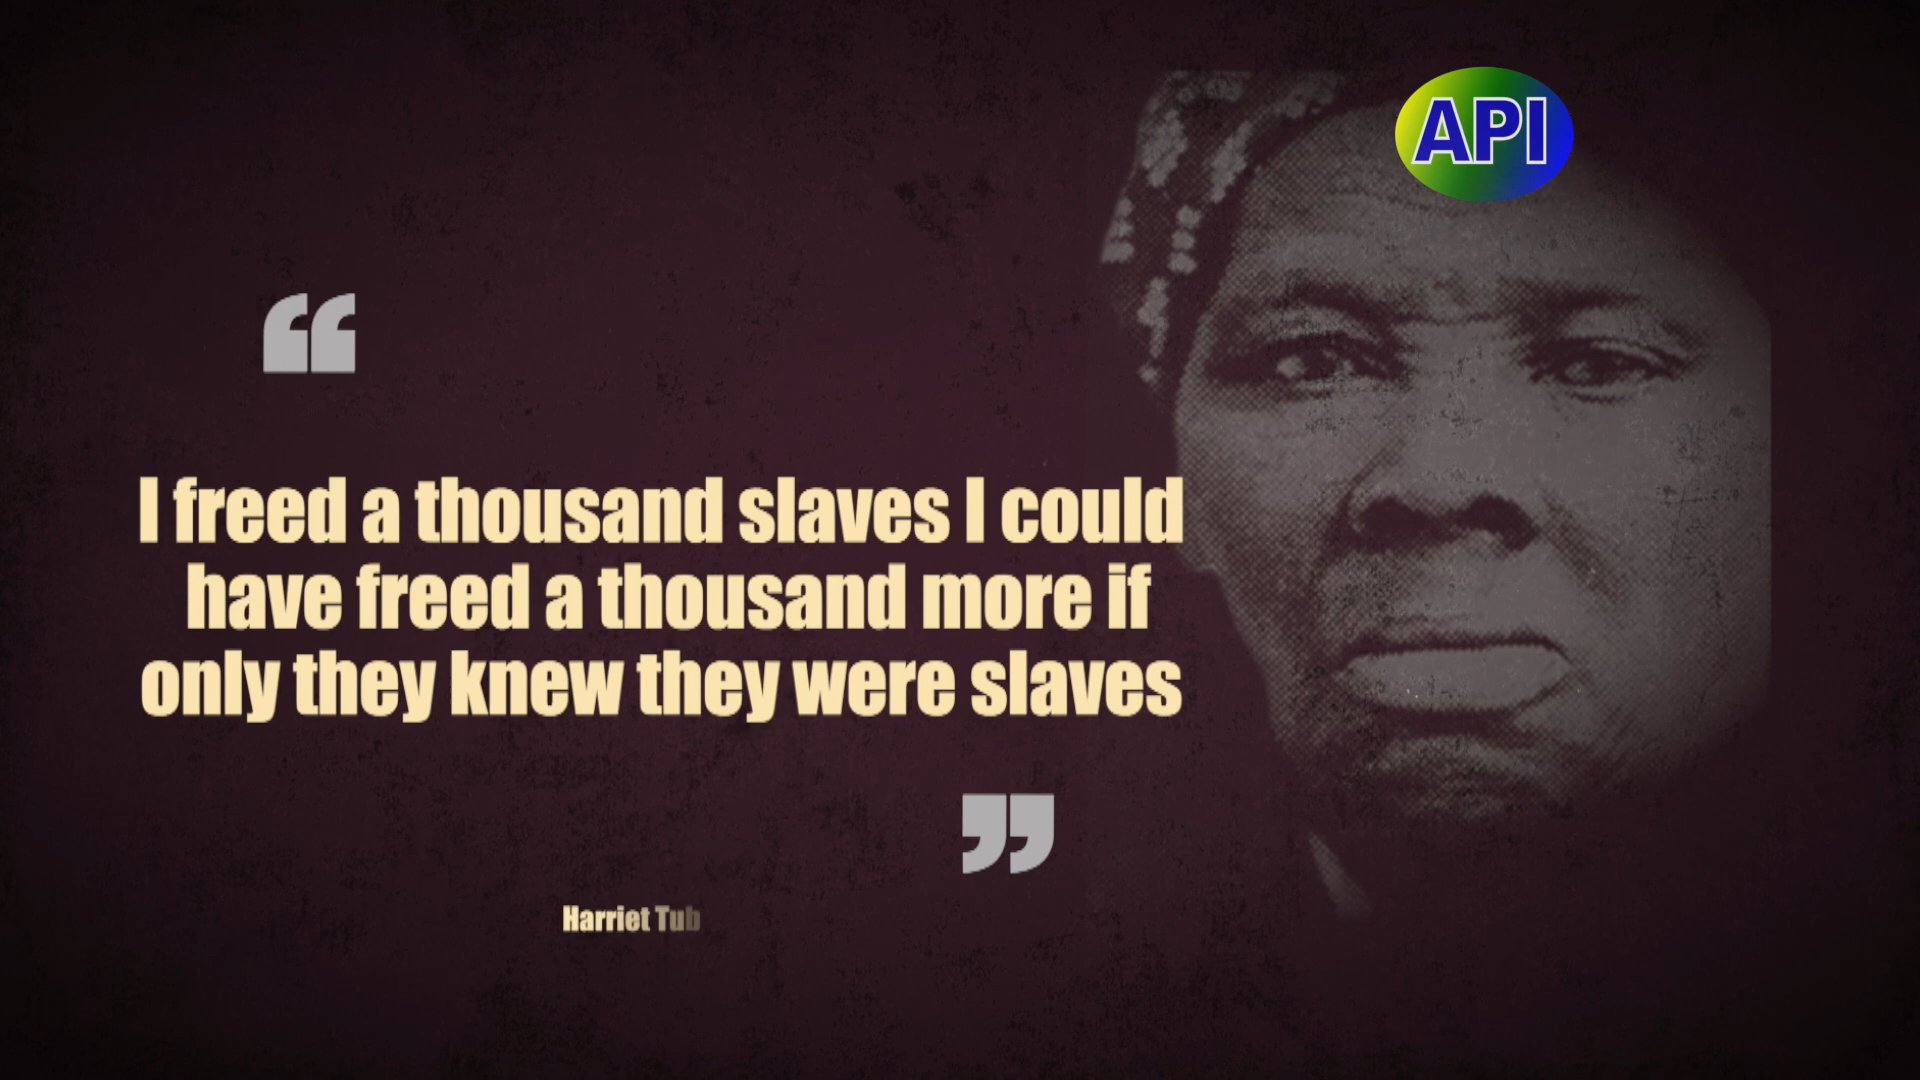 API
“
I freed a thousand slaves I could
have freed a thousand more if
only they knew they were slaves
”
Harriet Tub